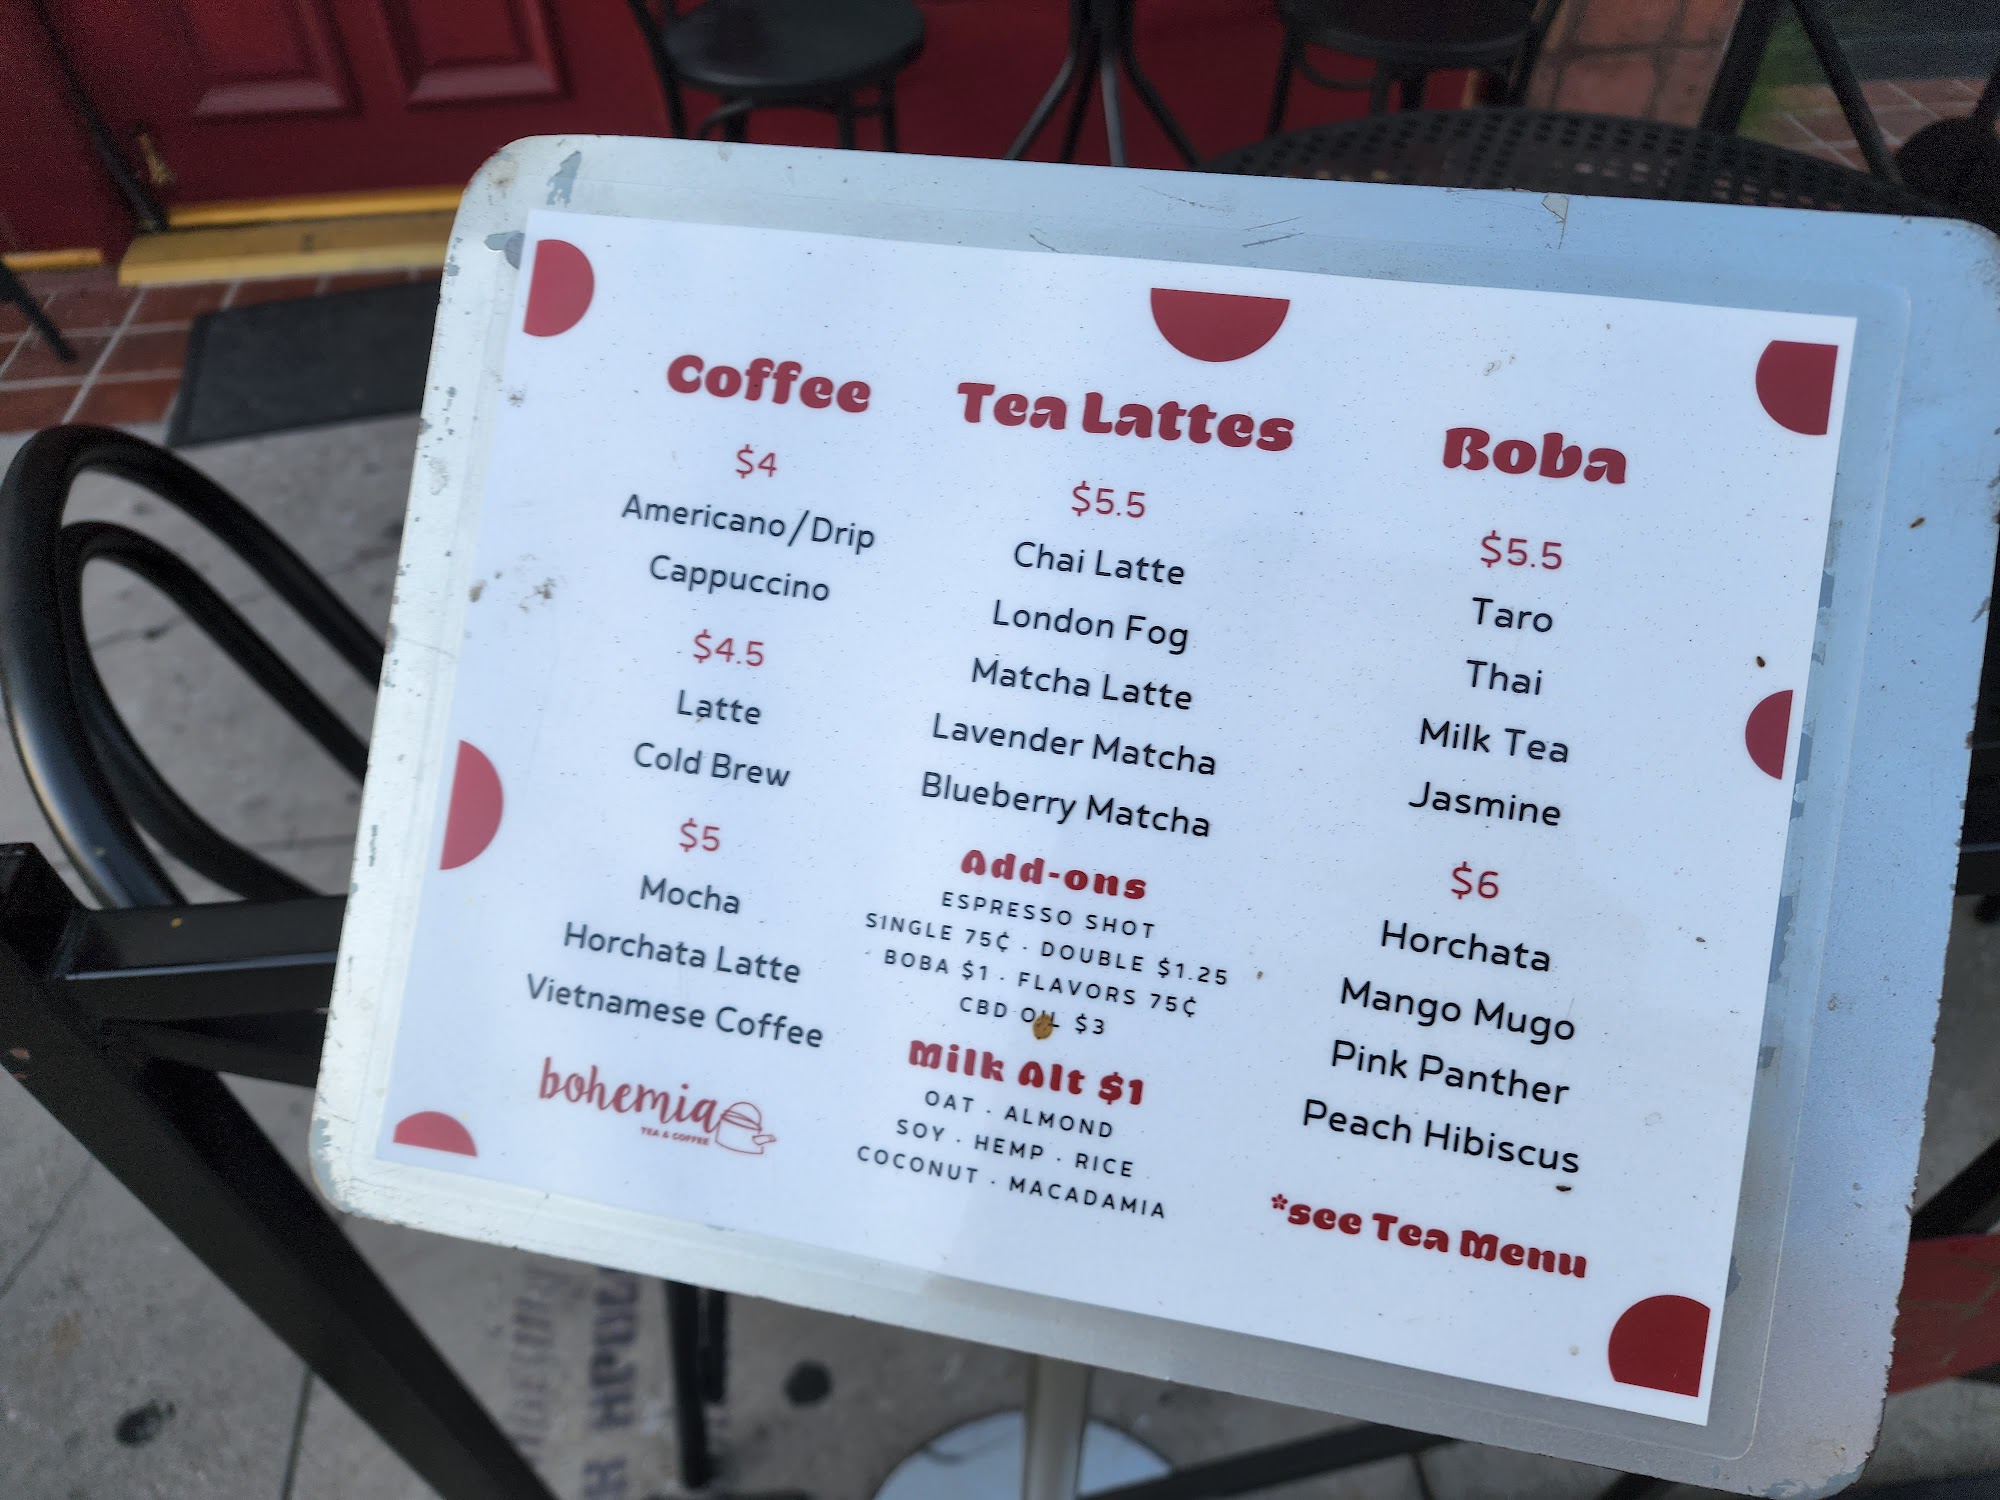 Coffee
$4
Americano/Drip
Cappuccino
$4.5
Latte
Cold Brew
$5
Mocha
Horchata Latte
Vietnamese Coffee
bohemia
TEA & COFFEE
Tea Lattes
$5.5
Chai Latte
London Fog
Matcha Latte
Lavender Matcha
Blueberry Matcha
Add-ons
ESPRESSO SHOT
SINGLE 75¢ · DOUBLE $1.25
· BOBA $1 · FLAVORS 75¢
CBD OIL $3
Milk Alt $1
OAT · ALMOND
SOY · HEMP · RICE
COCONUT · MACADAMIA
Boba
$5.5
Taro
Thai
Milk Tea
Jasmine
$6
Horchata
Mango Mugo
Pink Panther
Peach Hibiscus
*see Tea Menu